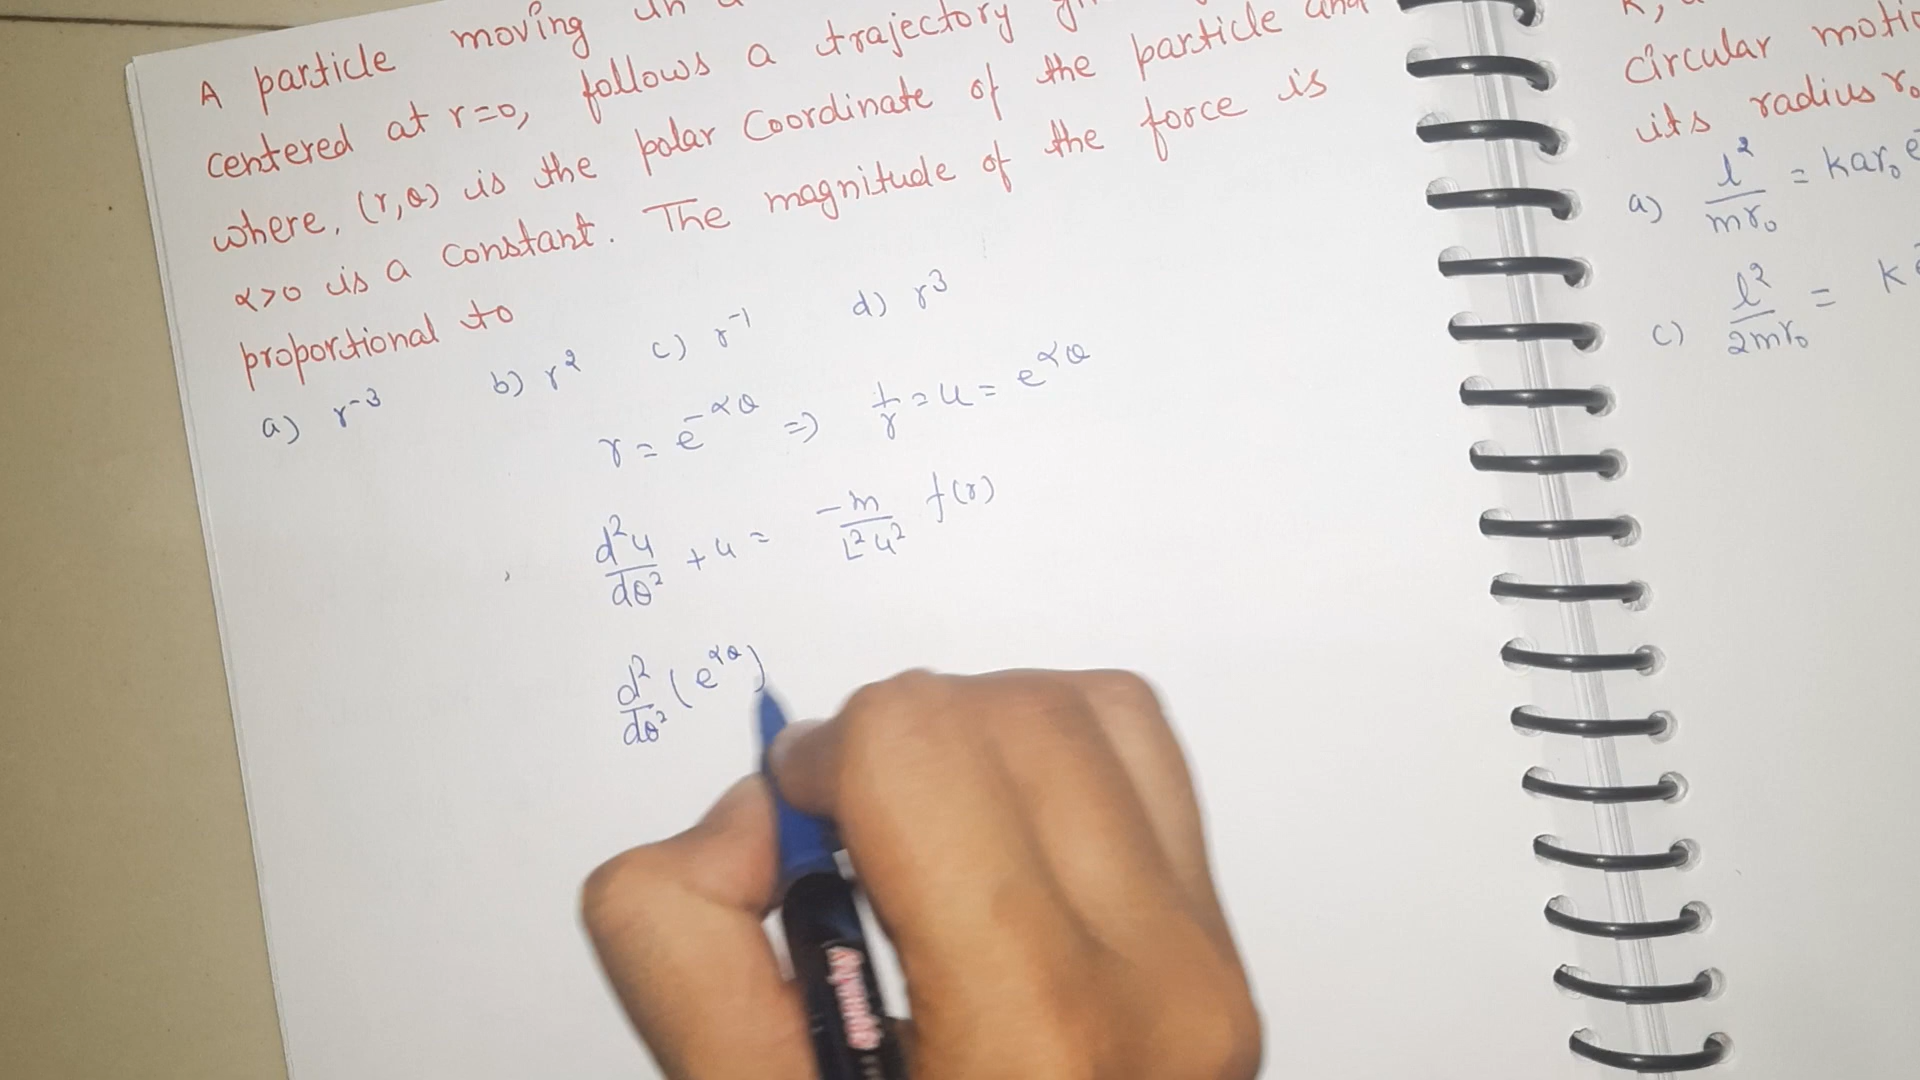 A particle moving in a
centered at r=0, follows a trajectory
where, (r,θ) is the polar Coordinate of the particle and
α>0 is a constant. The magnitude of the force is
proportional to
a) r⁻³ b) r² c) r⁻¹ d) r³
r = e^-αθ => 1/r = u = e^αθ
d²u/dθ² + u = -m/L²u² f(r)
d²/dθ² (e^αθ)
circular
its radius r₀
a) l²/mr₀ = kar₀
c) l²/2mr₀ = k